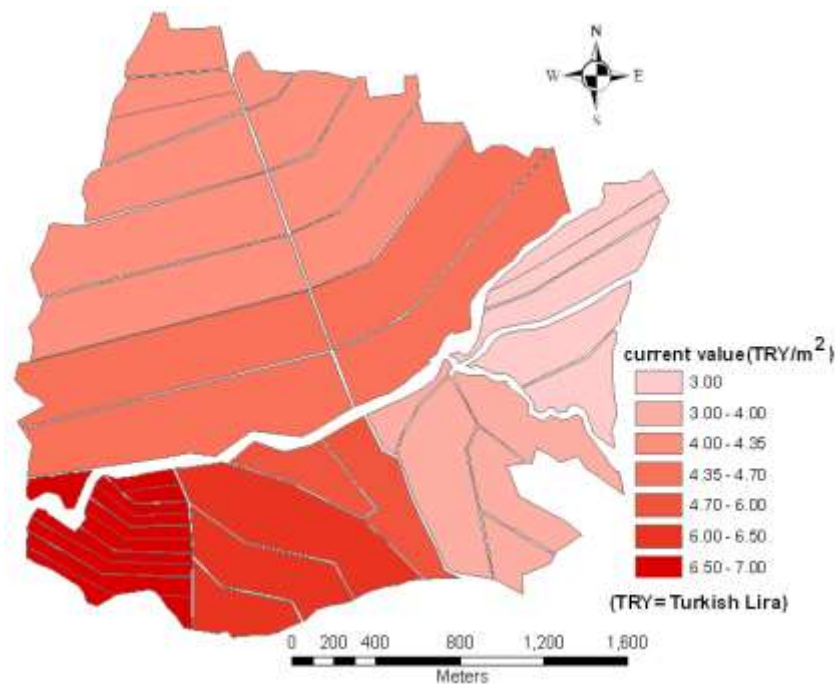 N
W E
S
current value(TRY/m²)
3.00
3.00 - 4.00
4.00 - 4.35
4.35 - 4.70
4.70 - 6.00
6.00 - 6.50
6.50 - 7.00
(TRY= Turkish Lira)
0 200 400 800 1,200 1,600
Meters